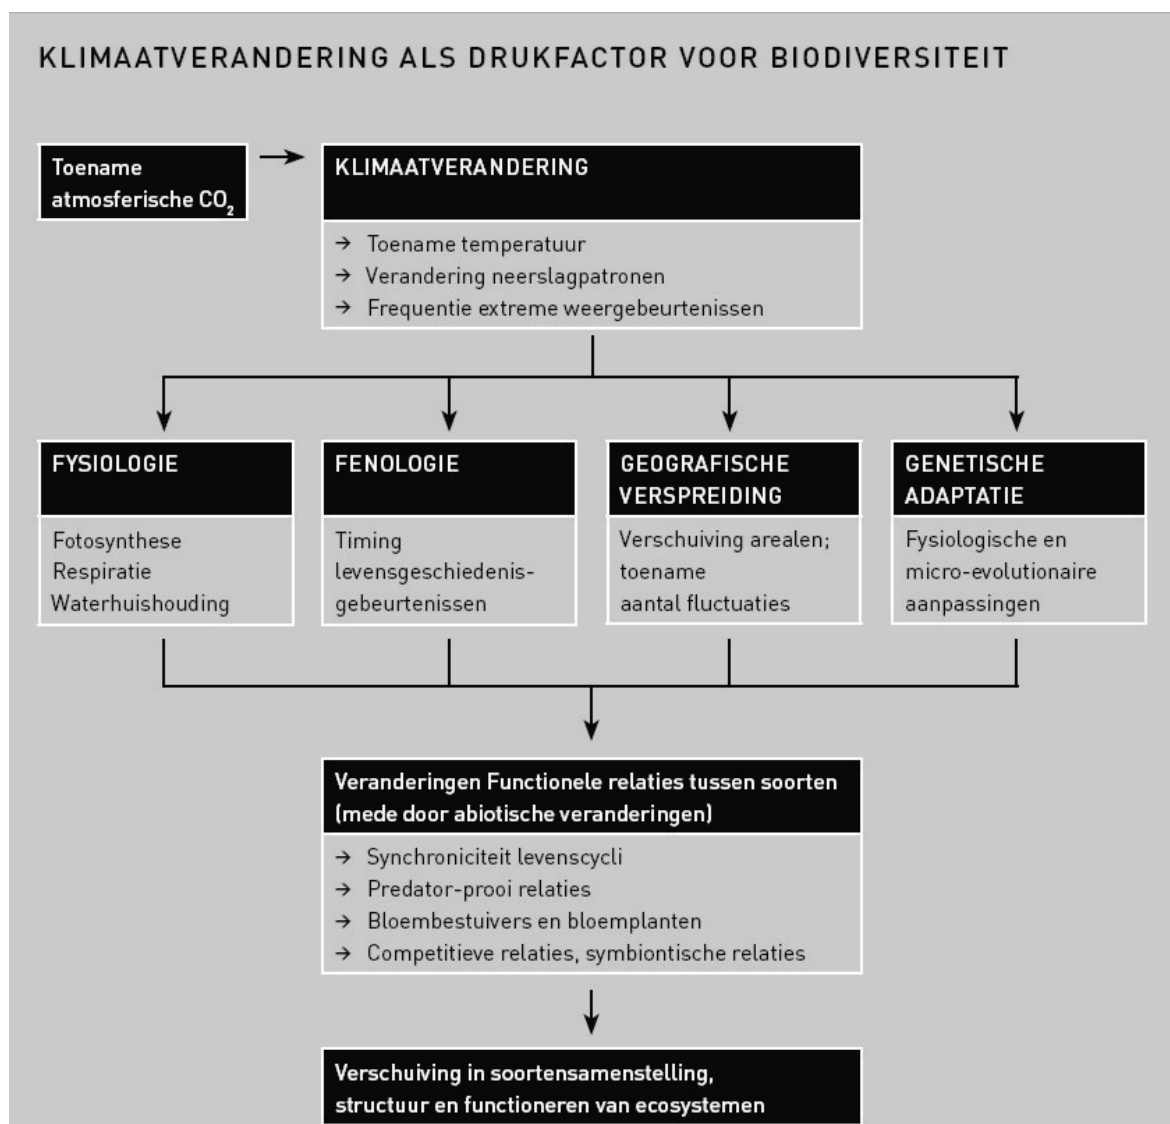 KLIMAATVERANDERING ALS DRUKFACTOR VOOR BIODIVERSITEIT
Toename
atmosferische CO₂
KLIMAATVERANDERING
→ Toename temperatuur
→ Verandering neerslagpatronen
→ Frequentie extreme weergebeurtenissen
FYSIOLOGIE
Fotosynthese
Respiratie
Waterhuishouding
FENOLOGIE
Timing
levensgeschiedenis-
gebeurtenissen
GEOGRAFISCHE
VERSPREIDING
Verschuiving arealen;
toename
aantal fluctuaties
GENETISCHE
ADAPTATIE
Fysiologische en
micro-evolutionaire
aanpassingen
Veranderingen Functionele relaties tussen soorten
(mede door abiotische veranderingen)
→ Synchroniciteit levenscycli
→ Predator-prooi relaties
→ Bloembestuivers en bloemplanten
→ Competitieve relaties, symbiontische relaties
Verschuiving in soortensamenstelling,
structuur en functioneren van ecosystemen